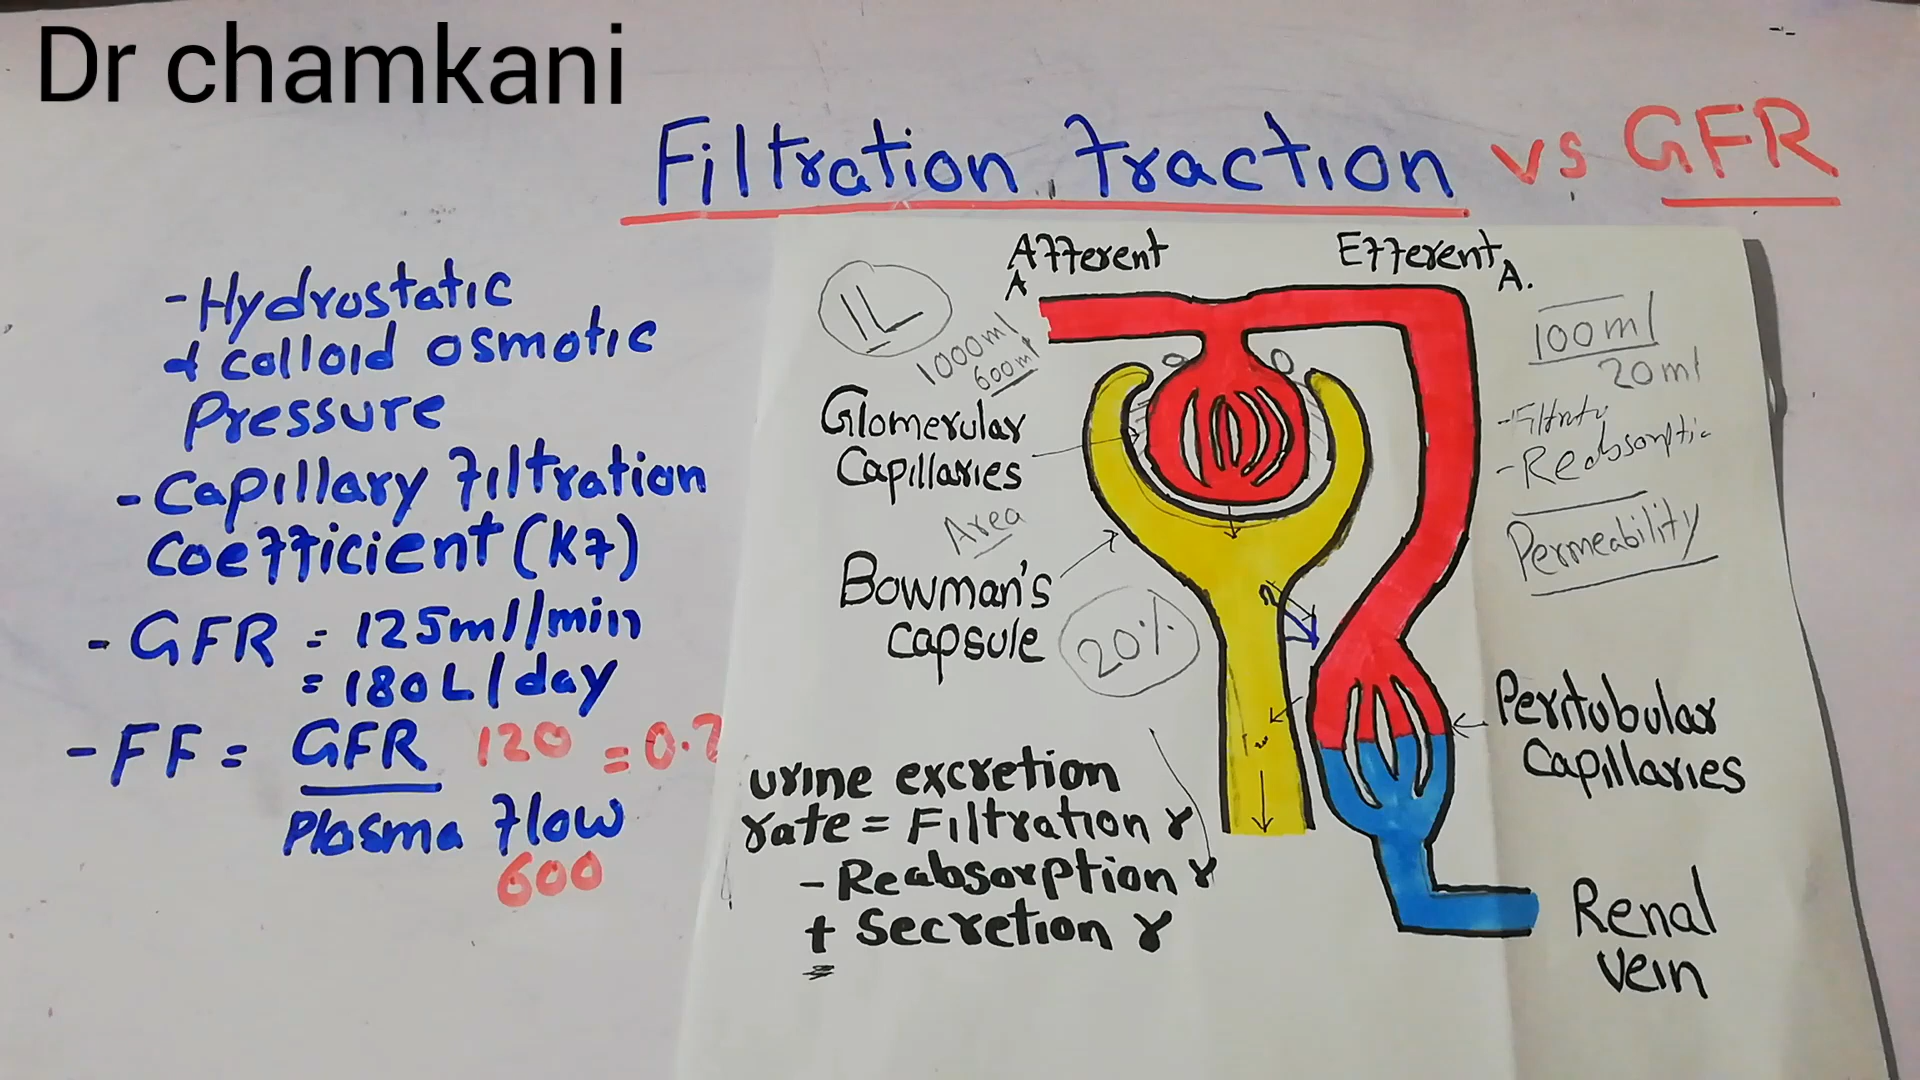 Dr chamkani
Filtration fraction vs GFR
- Hydrostatic
& colloid osmotic
Pressure
- Capillary filtration
Coefficient (Kf)
- GFR = 125ml/min
= 180L/day
- FF = GFR 120 = 0.2
Plasma flow
600
Afferent
A
Efferent
A.
1L
1000ml
600ml
100ml
20ml
Glomerular
Capillaries
Area
- Reabsorptio
Permeability
Bowman's
capsule
20%
Peritubular
Capillaries
urine excretion
rate = Filtration r
- Reabsorption r
+ Secretion r
Renal
vein